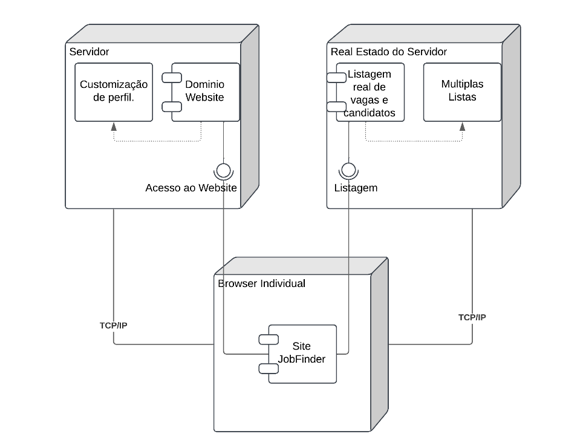 Servidor
Customização
de perfil.
Dominio
Website
Acesso ao Website
Real Estado do Servidor
Listagem
real de
vagas e
candidatos
Multiplas
Listas
Listagem
Browser Individual
Site
JobFinder
TCP/IP
TCP/IP